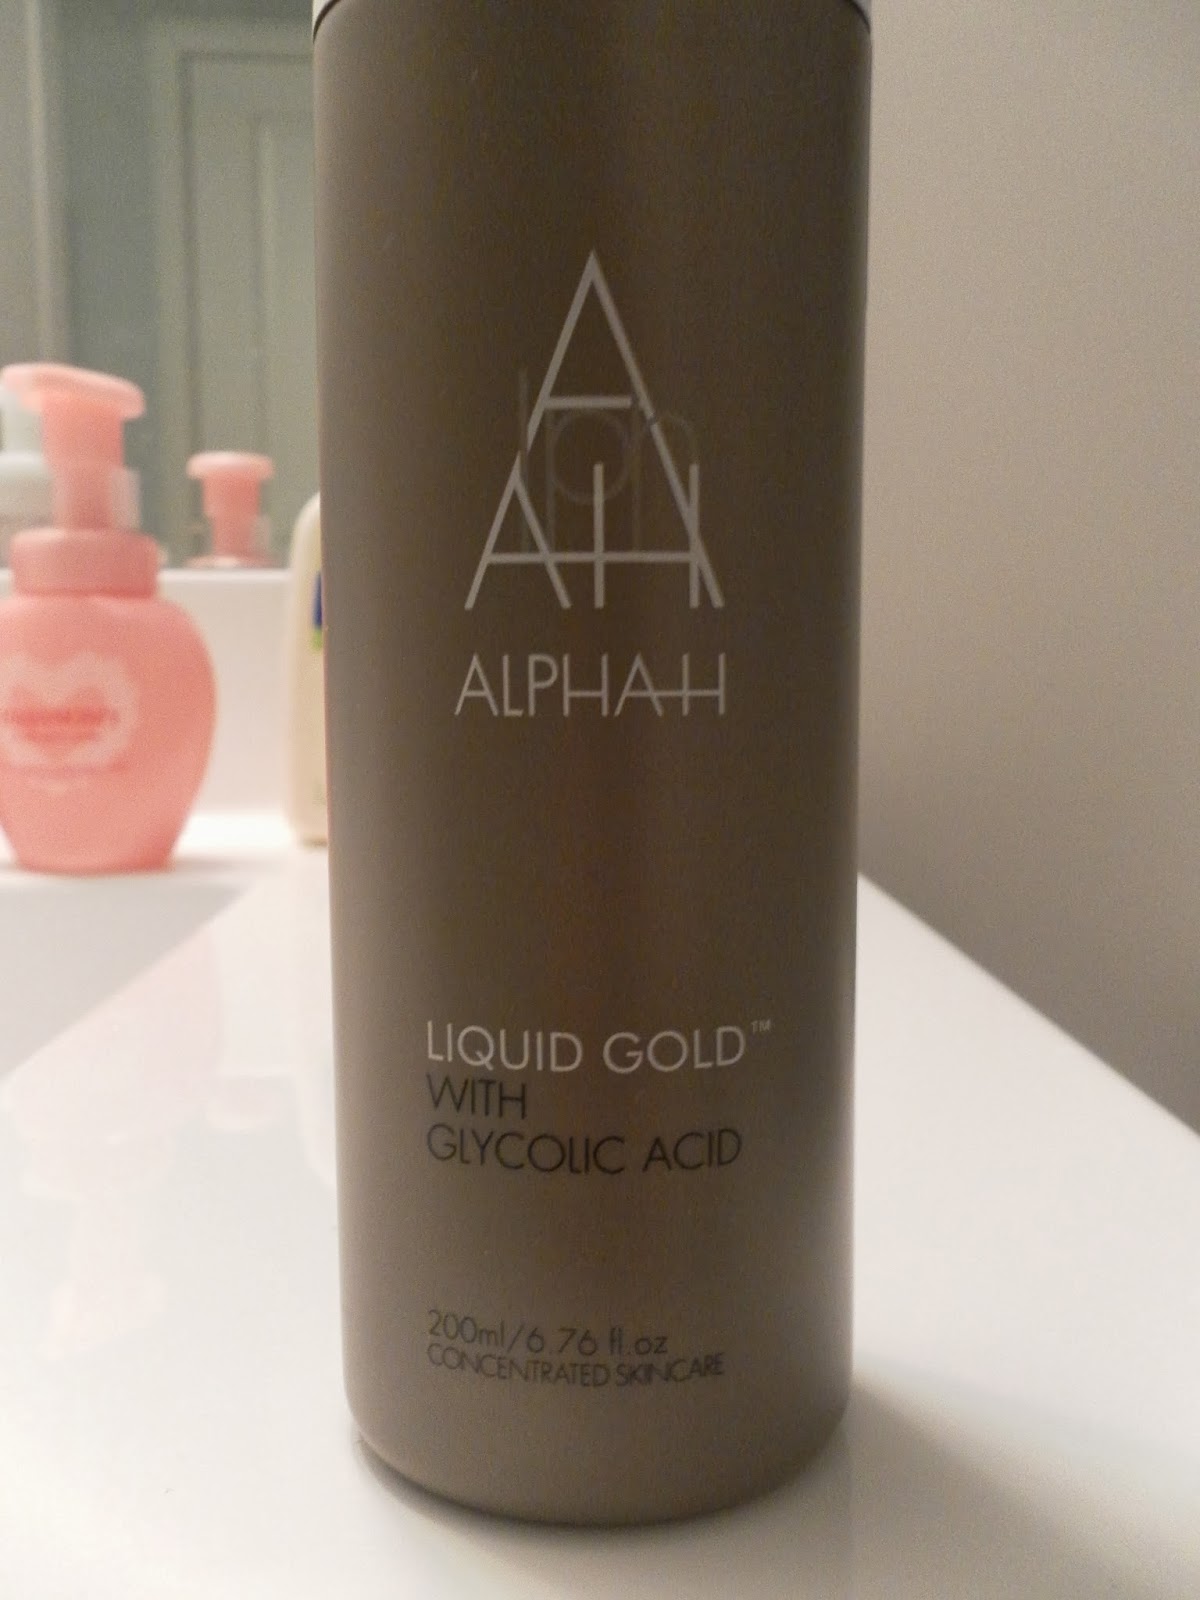 ALPHA-H
LIQUID GOLD™
WITH
GLYCOLIC ACID
200ml/6.76 fl.oz
CONCENTRATED SKINCARE